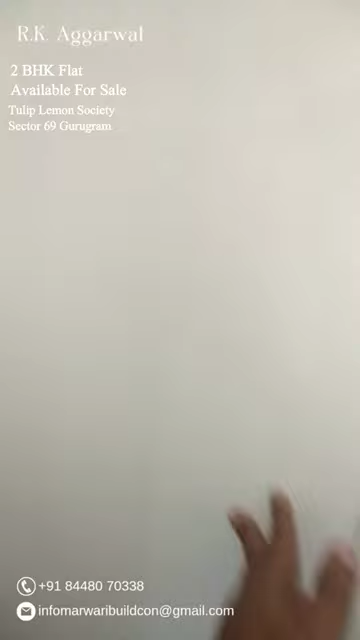 R.K. Aggarwal
2 BHK Flat
Available For Sale
Tulip Lemon Society
Sector 69 Gurugram
+91 84480 70338
infomarwaribuildcon@gmail.com